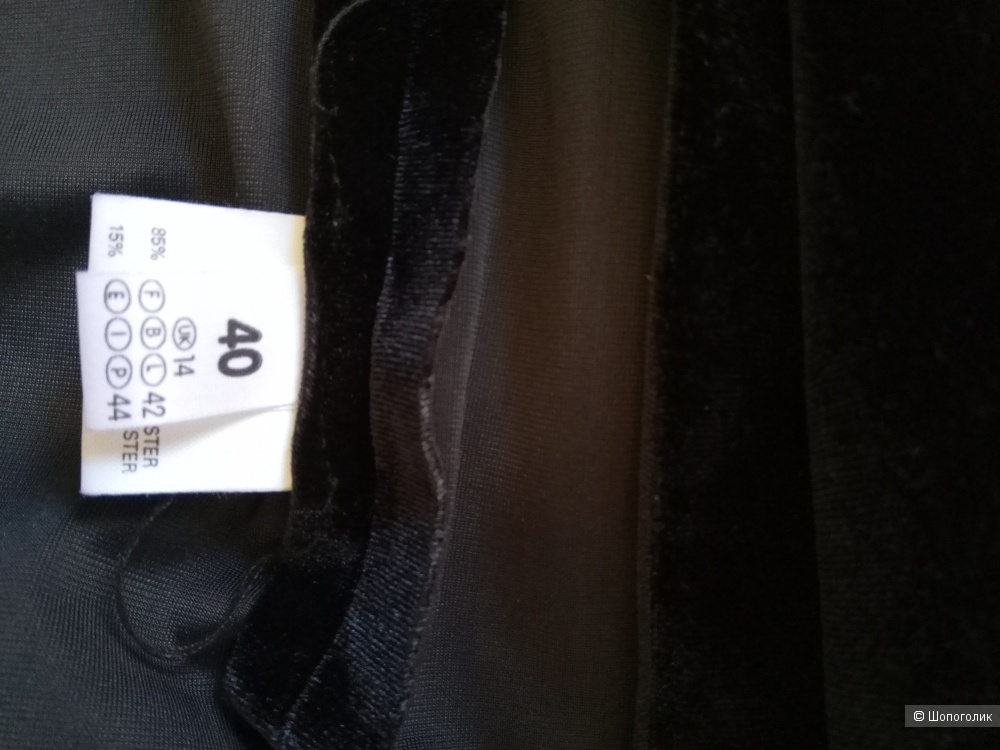 40
UK 14
F B L 42
E I P 44
85% STER
15% STER
© Шопоголик